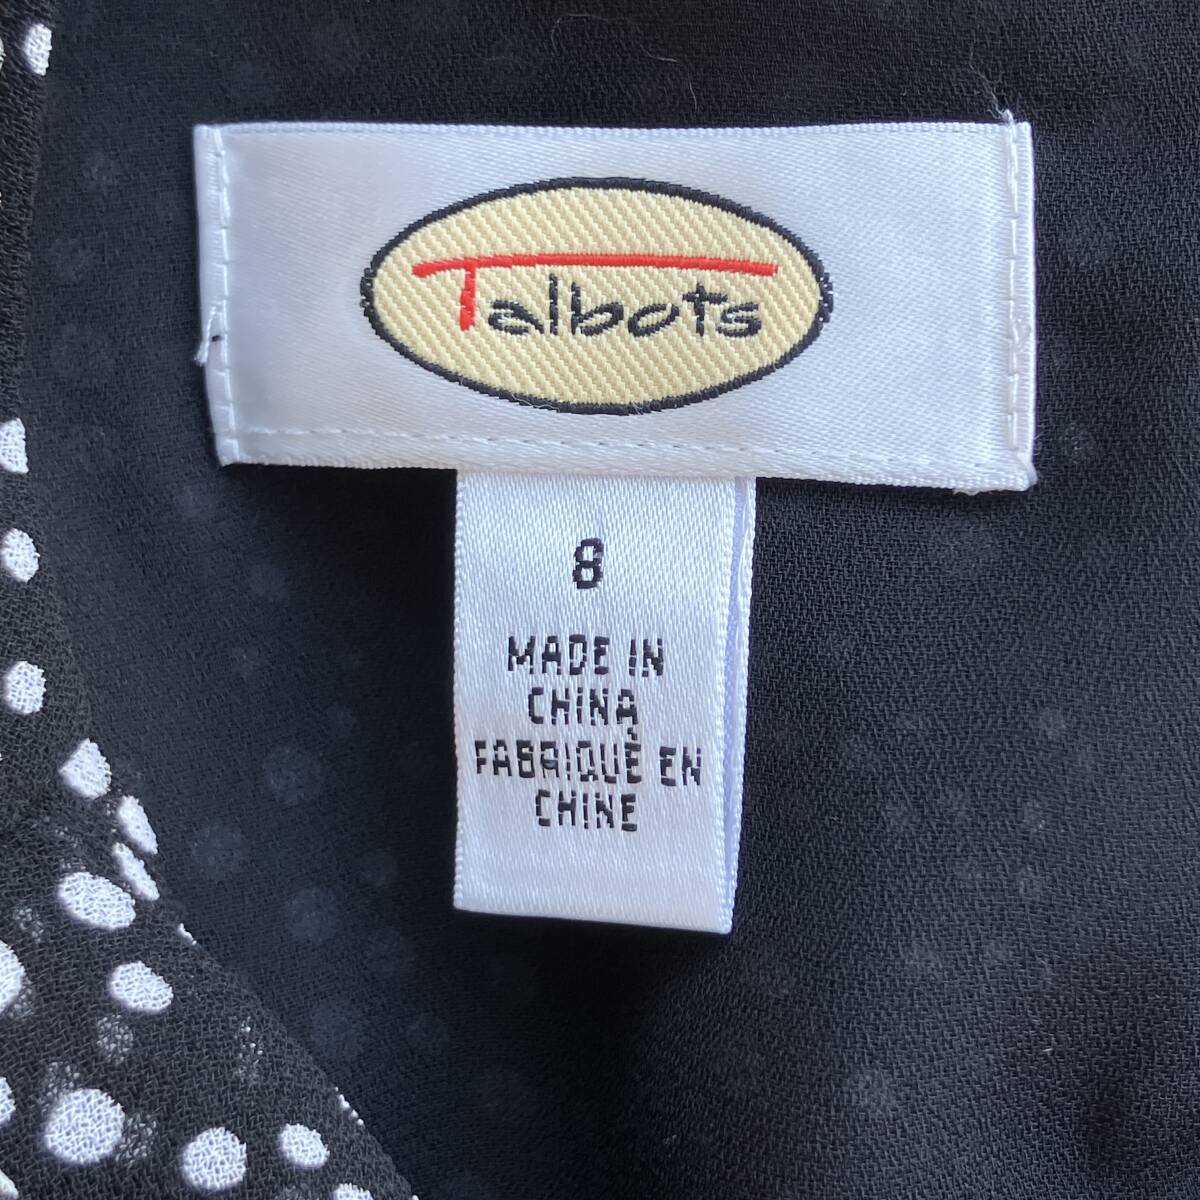 Talbots
8
MADE IN
CHINA
FABRIQUÉ EN
CHINE